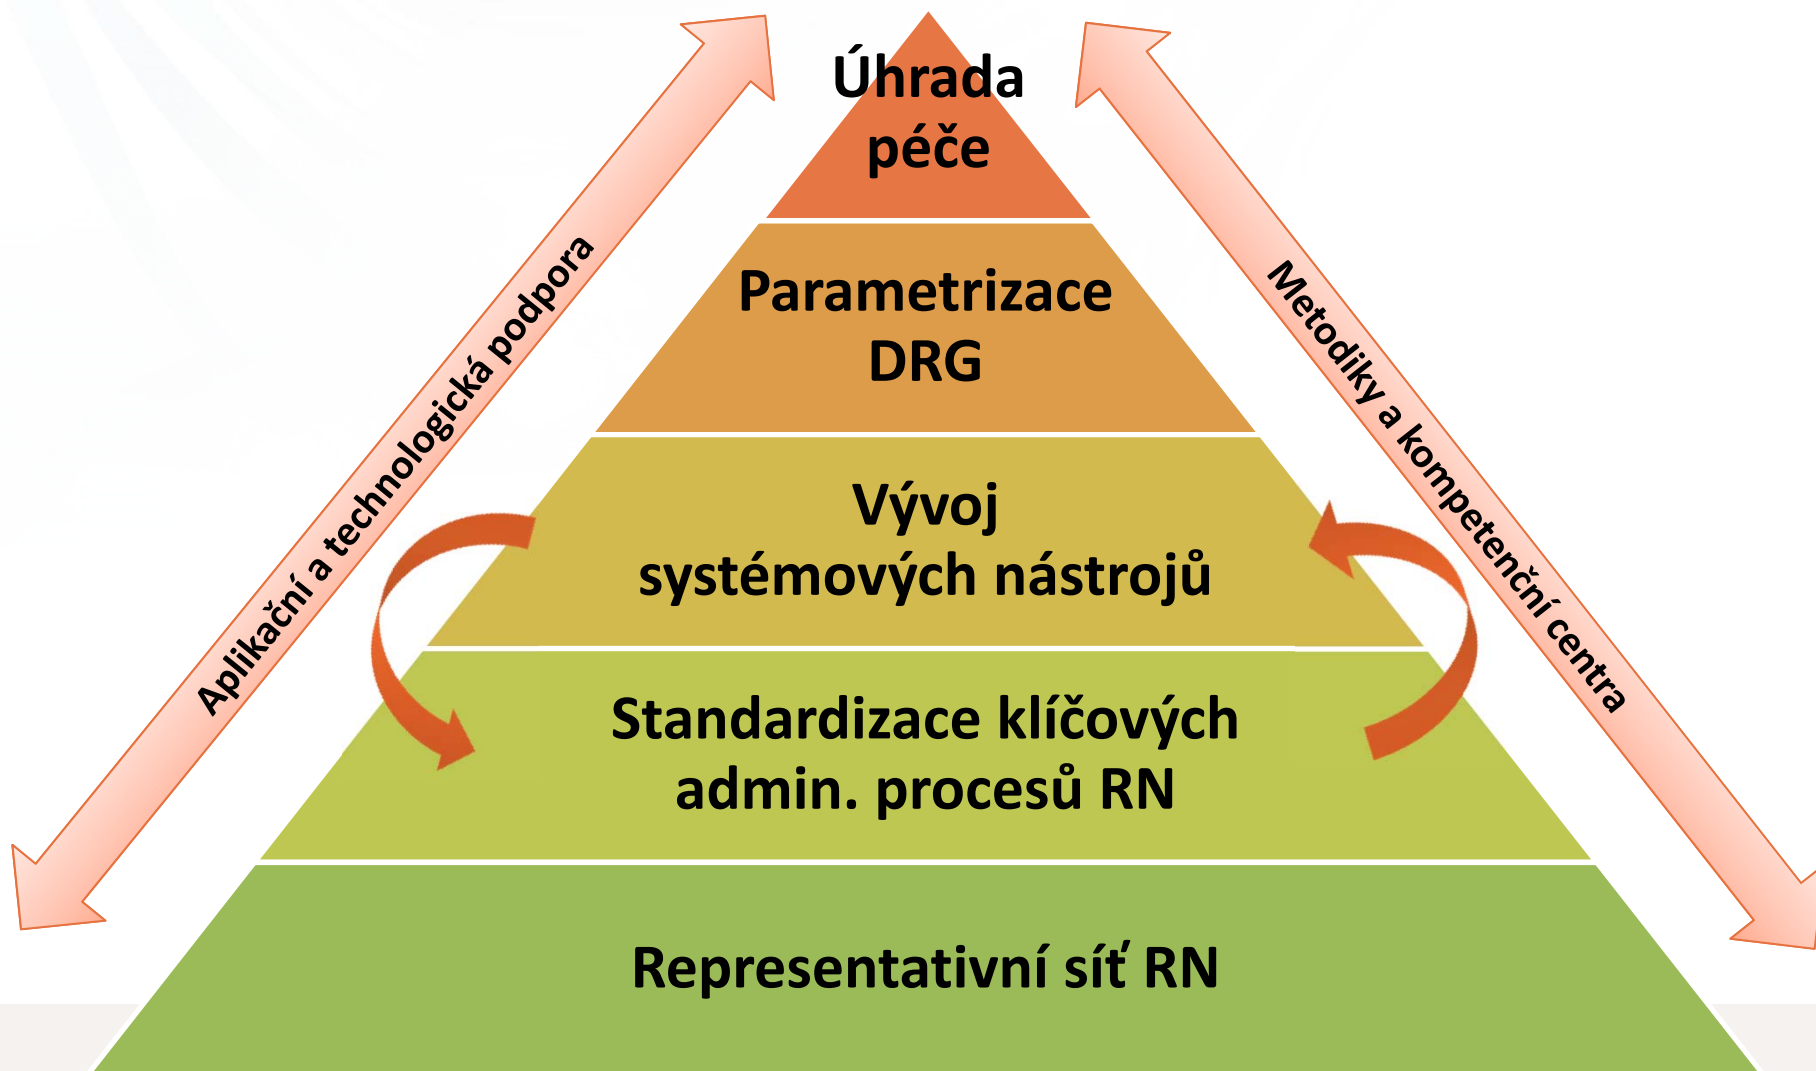 Úhrada
péče
Parametrizace
DRG
Vývoj
systémových nástrojů
Standardizace klíčových
admin. procesů RN
Representativní síť RN
Aplikační a technologická podpora
Metodiky a kompetenční centra